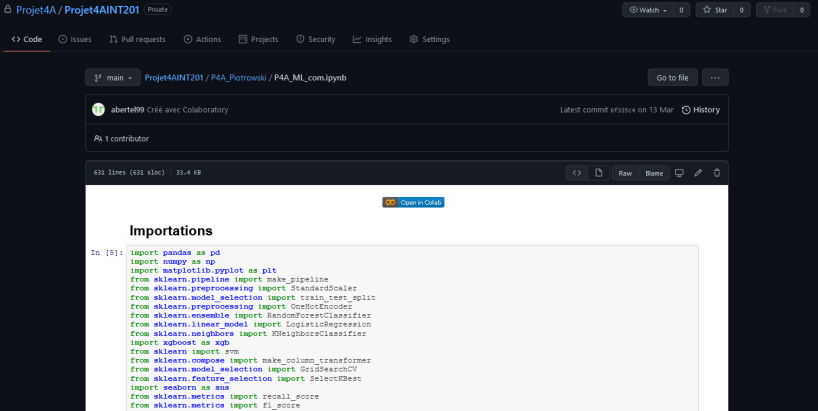 Projet4A / Projet4AINT201 Private
Watch 0 Star 0 Fork 0
Code Issues Pull requests Actions Projects Security Insights Settings
main Projet4AINT201 / P4A_Piotrowski / P4A_ML_com.ipynb Go to file ...
abertel99 Créé avec Colaboratory Latest commit 6f335c4 on 13 Mar History
1 contributor
631 lines (631 sloc) 33.4 KB Raw Blame
Open in Colab
Importations
In [5]: import pandas as pd
import numpy as np
import matplotlib.pyplot as plt
from sklearn.pipeline import make_pipeline
from sklearn.preprocessing import StandardScaler
from sklearn.model_selection import train_test_split
from sklearn.preprocessing import OneHotEncoder
from sklearn.ensemble import RandomForestClassifier
from sklearn.linear_model import LogisticRegression
from sklearn.neighbors import KNeighborsClassifier
import xgboost as xgb
from sklearn import svm
from sklearn.compose import make_column_transformer
from sklearn.model_selection import GridSearchCV
from sklearn.feature_selection import SelectKBest
import seaborn as sns
from sklearn.metrics import recall_score
from sklearn.metrics import f1_score